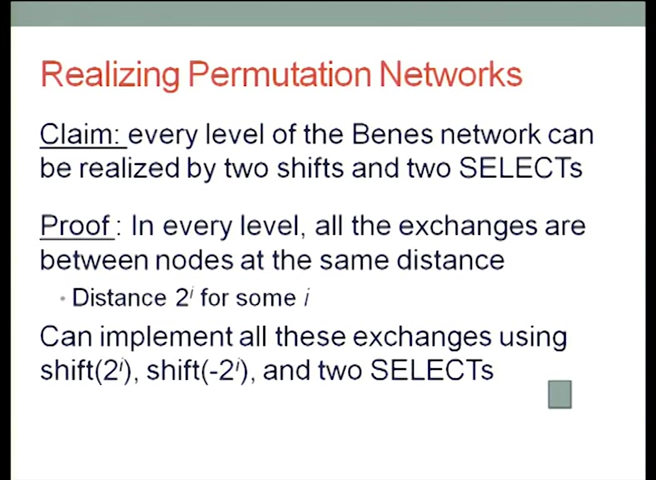 Realizing Permutation Networks
Claim: every level of the Benes network can
be realized by two shifts and two SELECTs
Proof : In every level, all the exchanges are
between nodes at the same distance
• Distance 2ⁱ for some i
Can implement all these exchanges using
shift(2ⁱ), shift(-2ⁱ), and two SELECTs